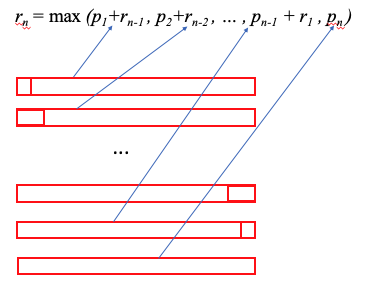 rₙ = max (p₁+rₙ₋₁ , p₂+rₙ₋₂ , ... , pₙ₋₁ + r₁ , pₙ)
...